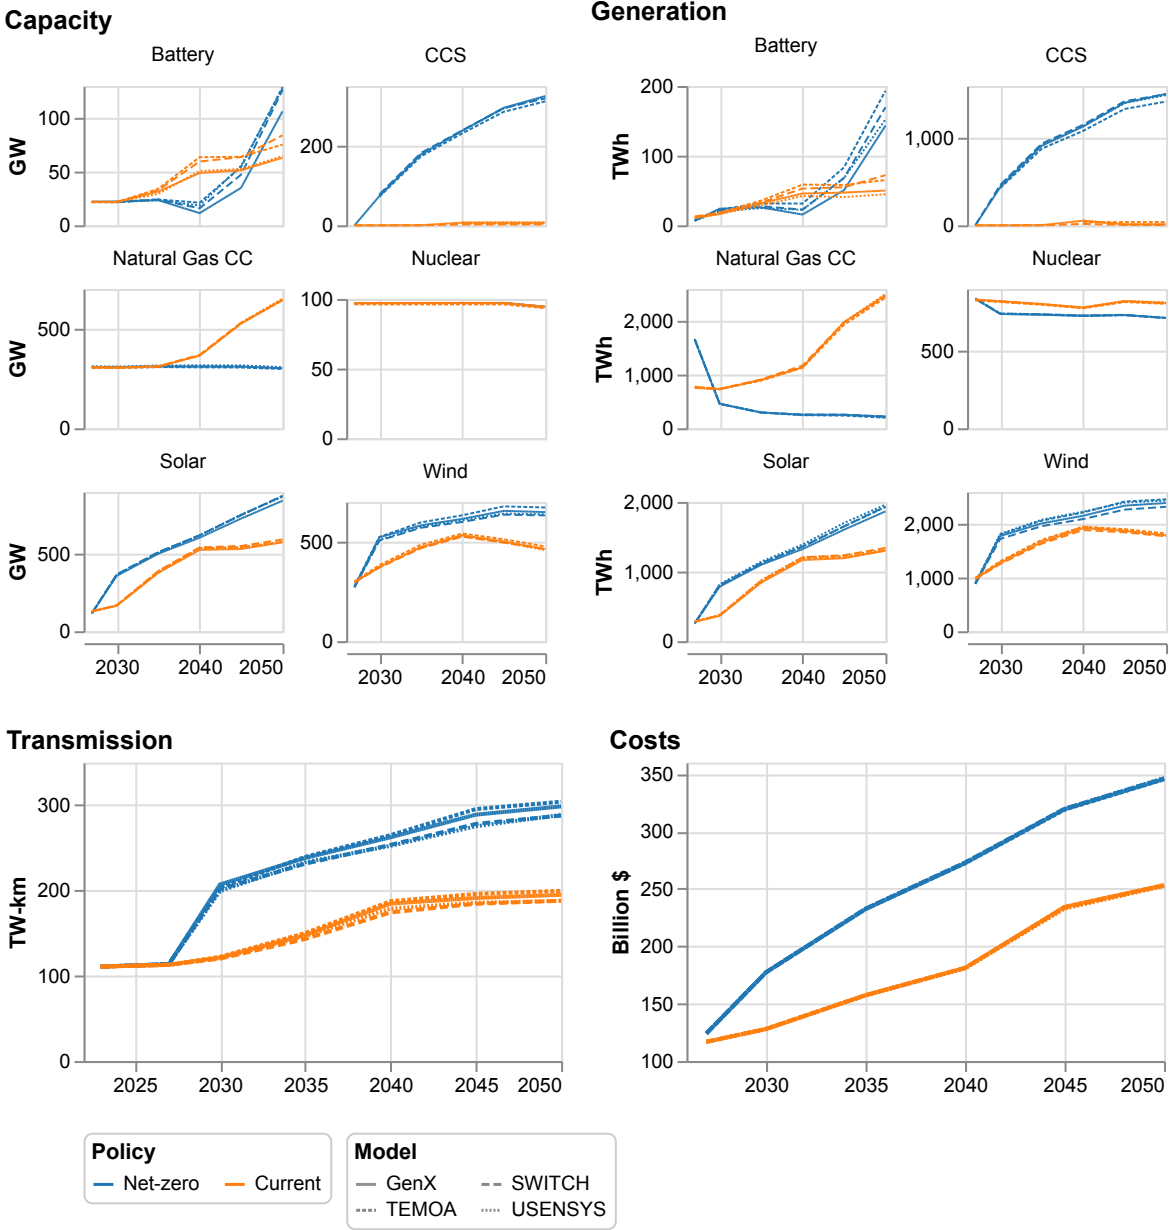 Capacity
Generation
Battery
CCS
Battery
CCS
GW
100
50
0
200
0
TWh
200
100
0
1,000
0
Natural Gas CC
Nuclear
Natural Gas CC
Nuclear
GW
500
0
100
50
0
TWh
2,000
1,000
0
500
0
Solar
Wind
Solar
Wind
GW
500
0
500
0
TWh
2,000
1,000
0
2,000
1,000
0
2030 2040 2050
2030 2040 2050
2030 2040 2050
2030 2040 2050
Transmission
TW-km
300
200
100
0
2025 2030 2035 2040 2045 2050
Costs
Billion $
350
300
250
200
150
100
2030 2035 2040 2045 2050
Policy
Net-zero Current
Model
GenX SWITCH
TEMOA USENSYS